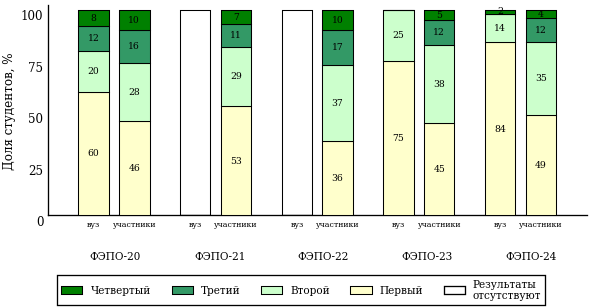 Доля студентов, %
100
75
50
25
0
8 10 7 10 5 2 4
12 16 11 17 25 12 14 12
20 28 29 37 38 35
60 46 53 36 75 45 84 49
вуз участники вуз участники вуз участники вуз участники вуз участники
ФЭПО-20 ФЭПО-21 ФЭПО-22 ФЭПО-23 ФЭПО-24
Четвертый Третий Второй Первый Результаты
отсутствуют